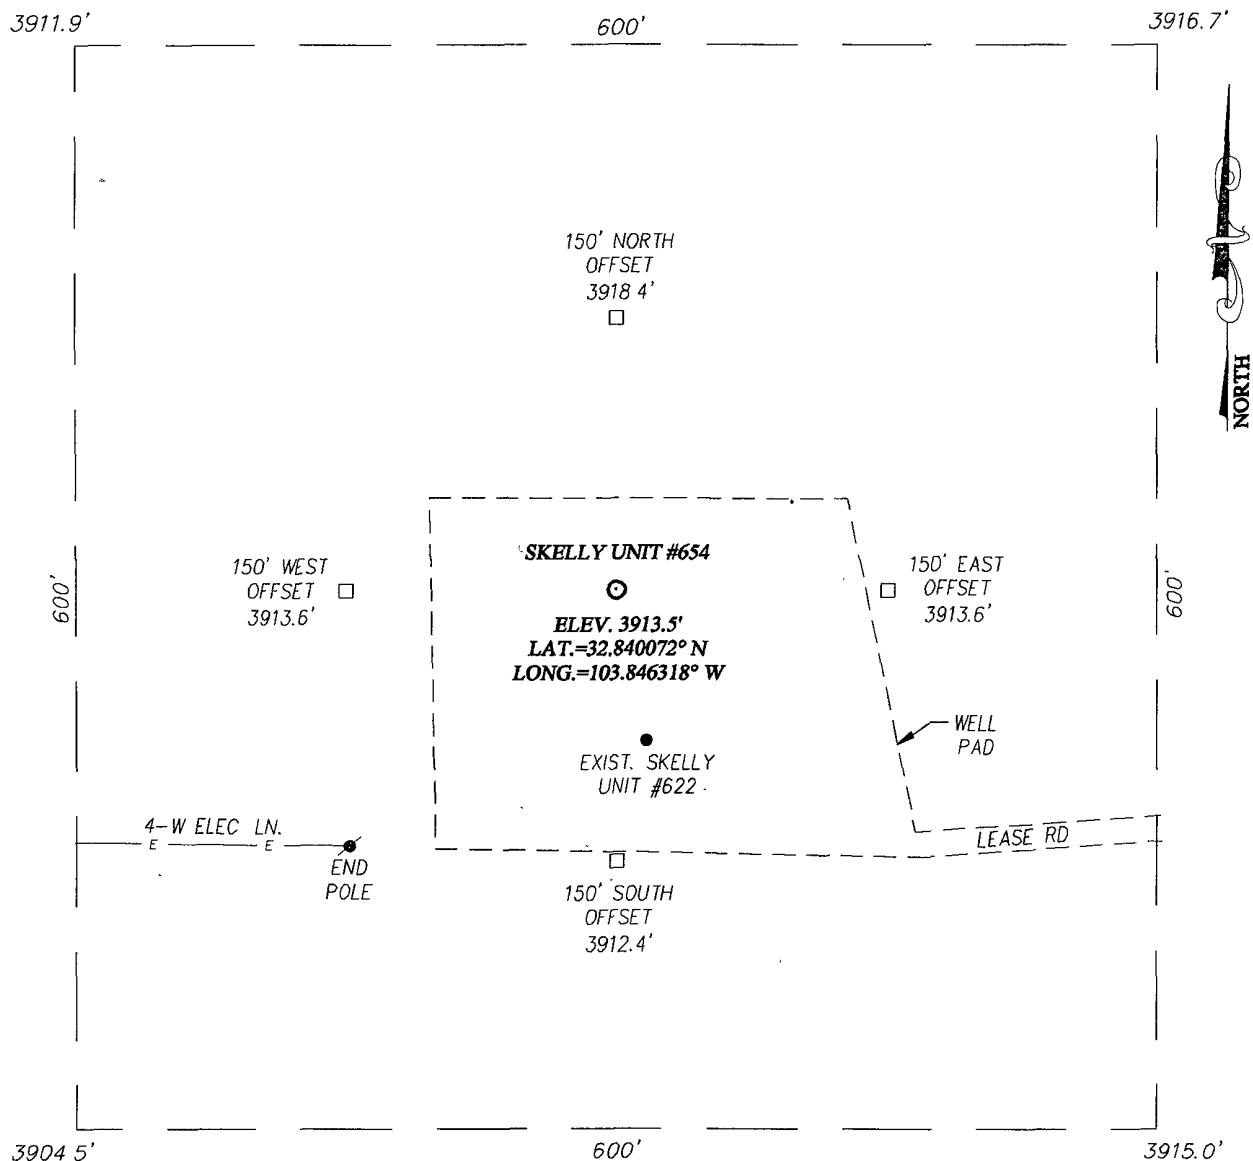 3911.9'
600'
3916.7'
NORTH
150' NORTH
OFFSET
3918 4'
600'
150' WEST
OFFSET
3913.6'
SKELLY UNIT #654
ELEV. 3913.5'
LAT.=32.840072° N
LONG.=103.846318° W
150' EAST
OFFSET
3913.6'
600'
WELL
PAD
EXIST. SKELLY
UNIT #622
4-W ELEC LN.
E E
END
POLE
LEASE RD
150' SOUTH
OFFSET
3912.4'
3904 5'
600'
3915.0'